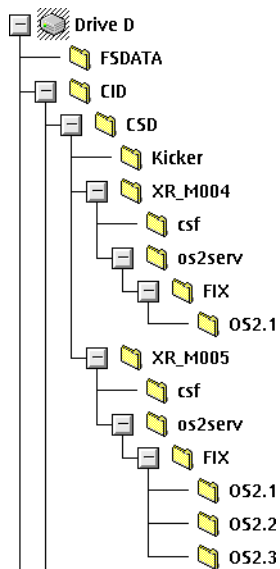 Drive D
FSDATA
CID
CSD
Kicker
XR_M004
csf
os2serv
FIX
OS2.1
XR_M005
csf
os2serv
FIX
OS2.1
OS2.2
OS2.3